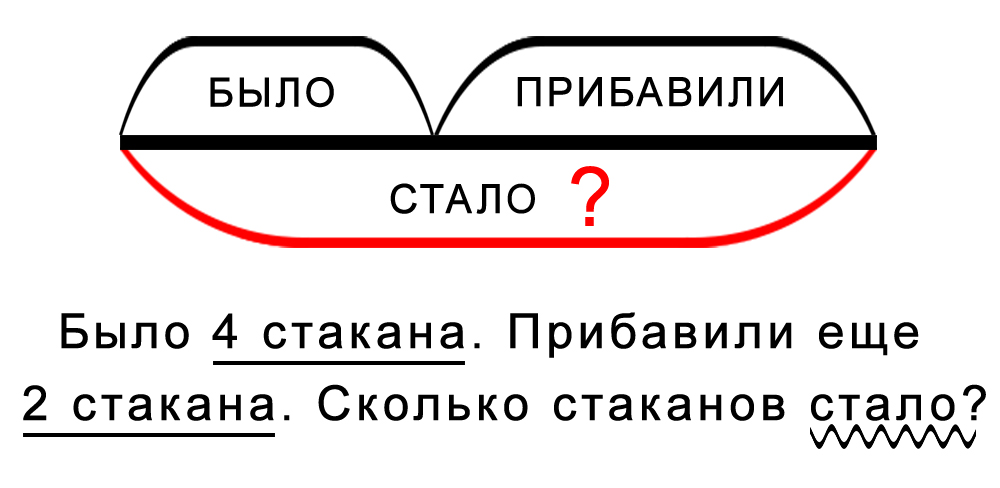 БЫЛО ПРИБАВИЛИ
СТАЛО ?
Было 4 стакана. Прибавили еще
2 стакана. Сколько стаканов стало?